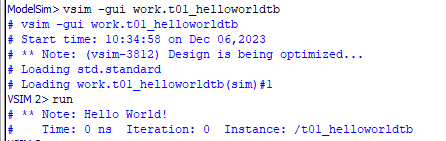 ModelSim> vsim -gui work.t01_helloworldtb
# vsim -gui work.t01_helloworldtb
# Start time: 10:34:58 on Dec 06,2023
# ** Note: (vsim-3812) Design is being optimized...
# Loading std.standard
# Loading work.t01_helloworldtb(sim)#1
VSIM 2> run
# ** Note: Hello World!
#    Time: 0 ns  Iteration: 0  Instance: /t01_helloworldtb